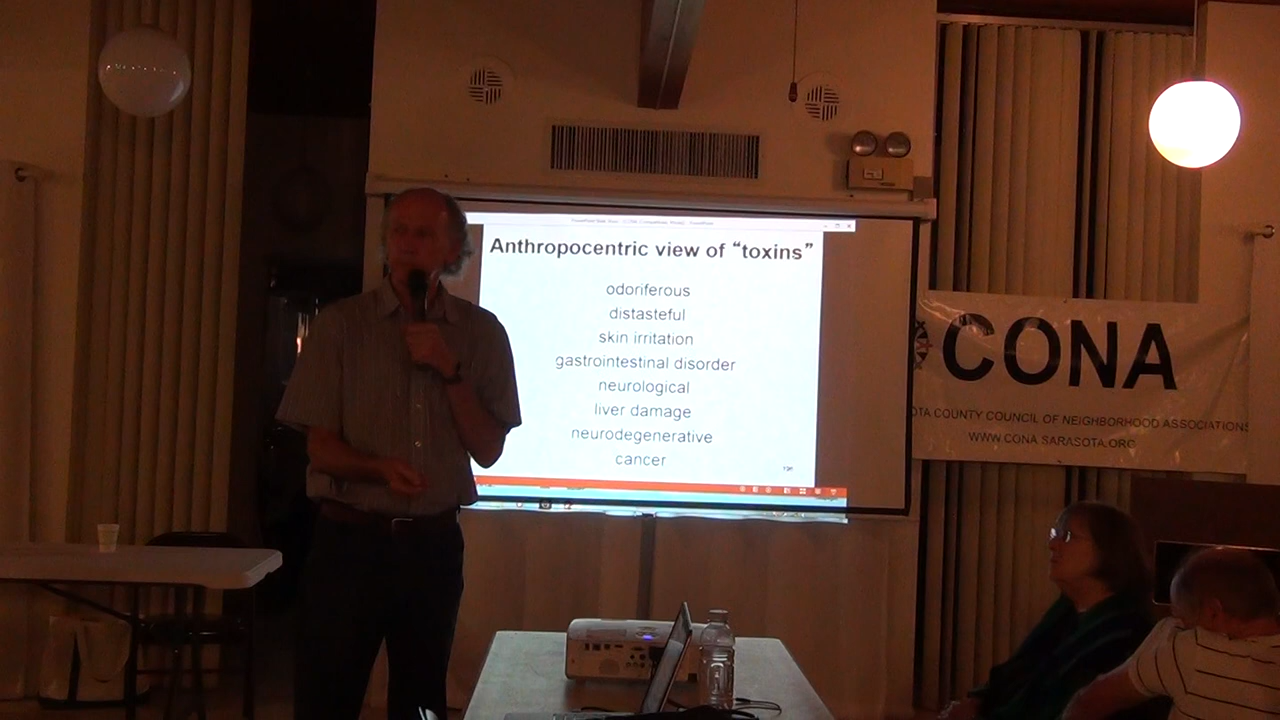 Anthropocentric view of “toxins”
odoriferous
distasteful
skin irritation
gastrointestinal disorder
neurological
liver damage
neurodegenerative
cancer
CONA
OTA COUNTY COUNCIL OF NEIGHBORHOOD ASSOCIATIONS
WWW.CONA.SARASOTA.ORG